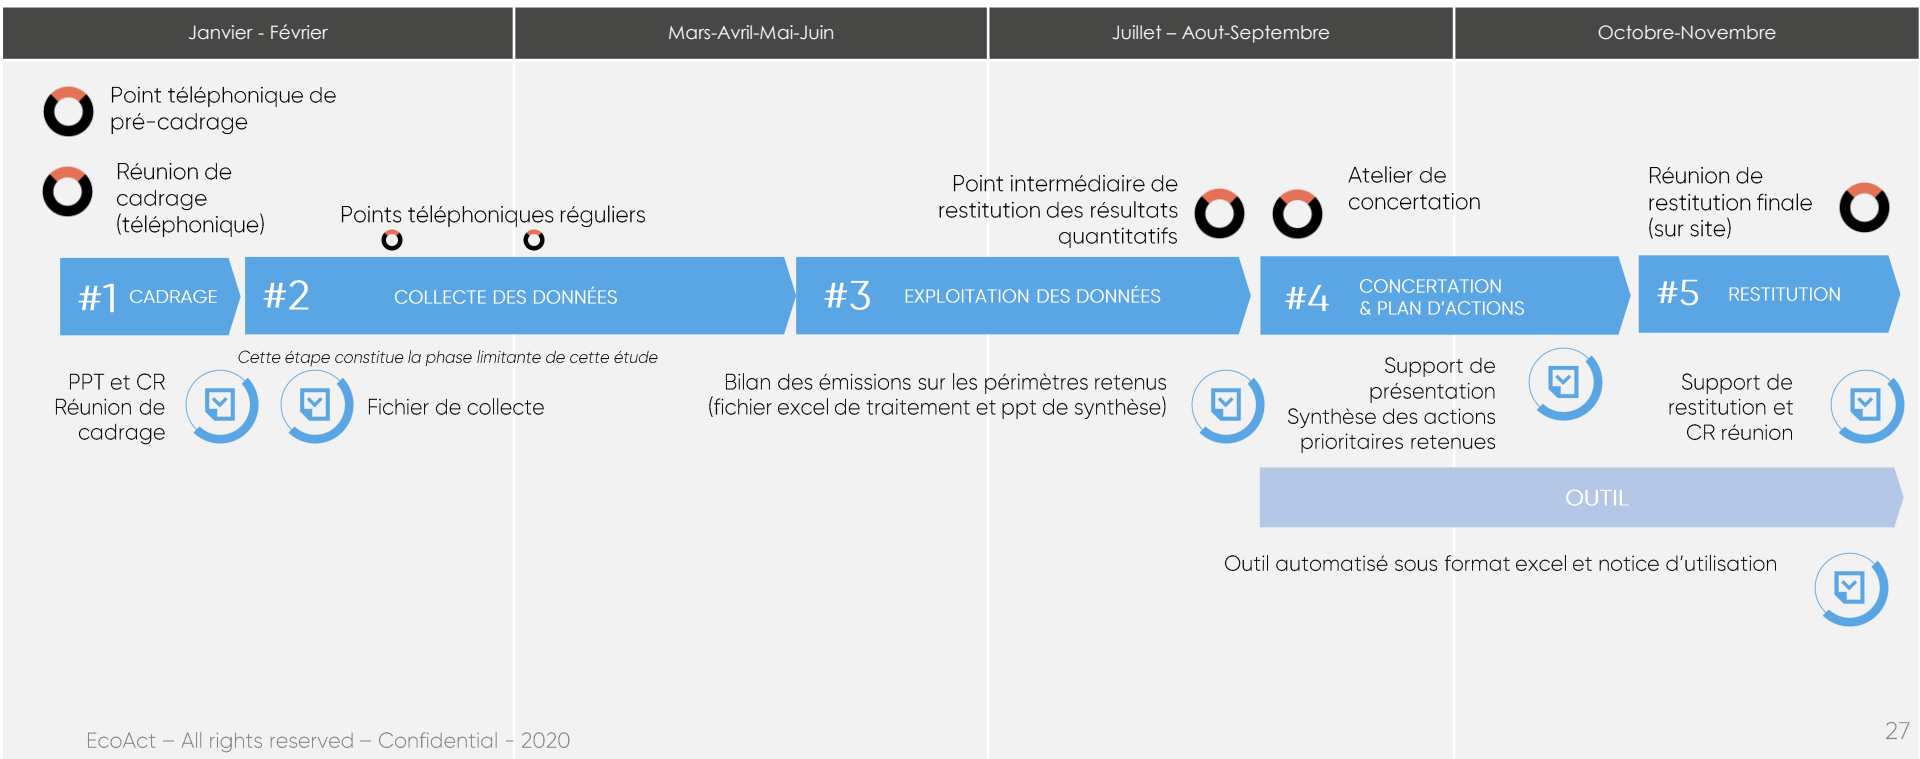 Janvier - Février
Mars-Avril-Mai-Juin
Juillet – Aout-Septembre
Octobre-Novembre
Point téléphonique de
pré-cadrage
Réunion de
cadrage
(téléphonique)
Points téléphoniques réguliers
Point intermédiaire de
restitution des résultats
quantitatifs
Atelier de
concertation
Réunion de
restitution finale
(sur site)
#1 CADRAGE
#2 COLLECTE DES DONNÉES
#3 EXPLOITATION DES DONNÉES
#4 CONCERTATION
& PLAN D'ACTIONS
#5 RESTITUTION
Cette étape constitue la phase limitante de cette étude
PPT et CR
Réunion de
cadrage
Fichier de collecte
Bilan des émissions sur les périmètres retenus
(fichier excel de traitement et ppt de synthèse)
Support de
présentation
Synthèse des actions
prioritaires retenues
Support de
restitution et
CR réunion
OUTIL
Outil automatisé sous format excel et notice d'utilisation
EcoAct – All rights reserved – Confidential - 2020
27